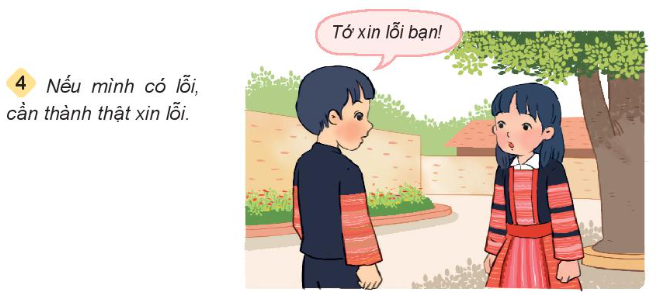 Tớ xin lỗi bạn!
4 Nếu mình có lỗi,
cần thành thật xin lỗi.